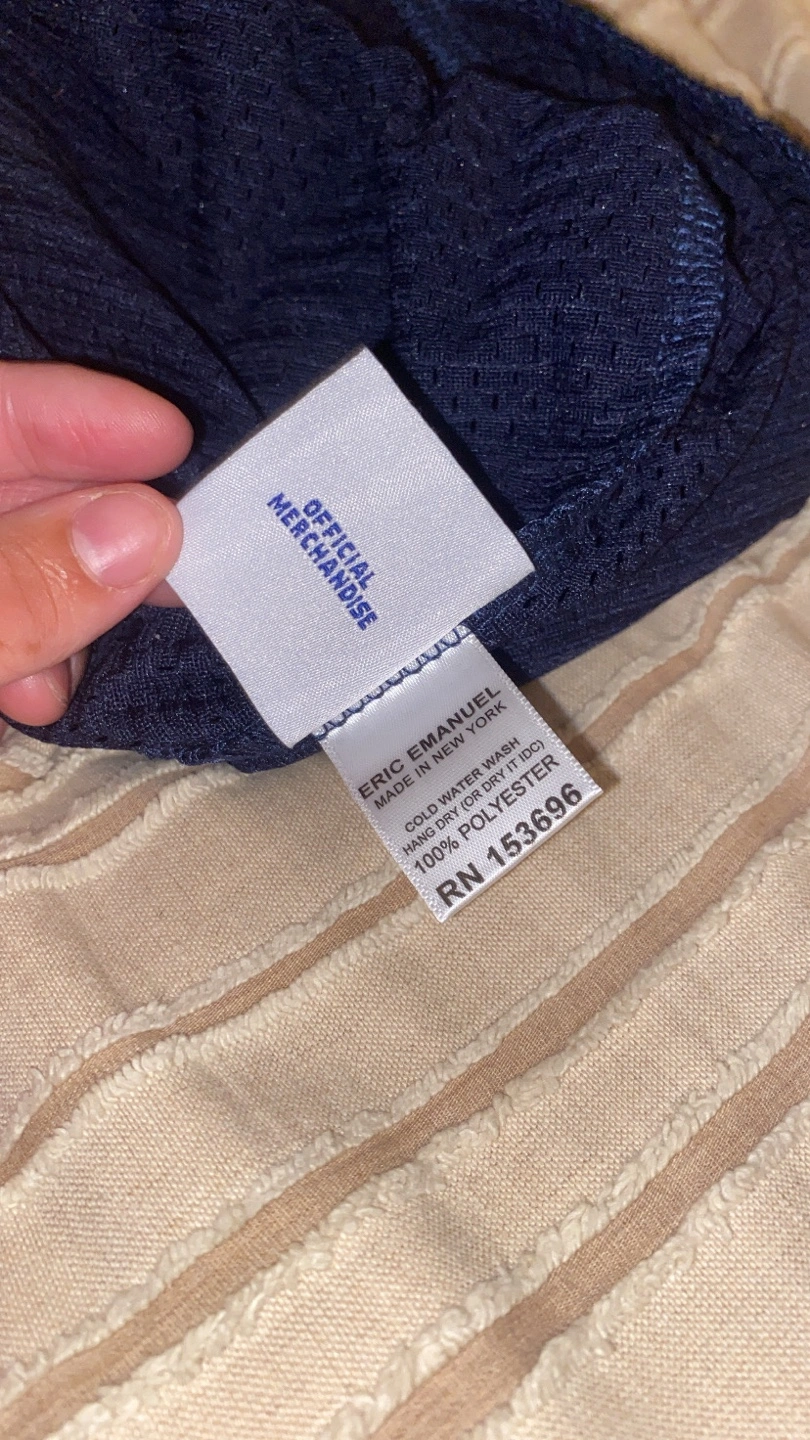 OFFICIAL
MERCHANDISE
ERIC EMANUEL
MADE IN NEW YORK
COLD WATER WASH
HANG DRY (OR DRY IT IDC)
100% POLYESTER
RN 153696